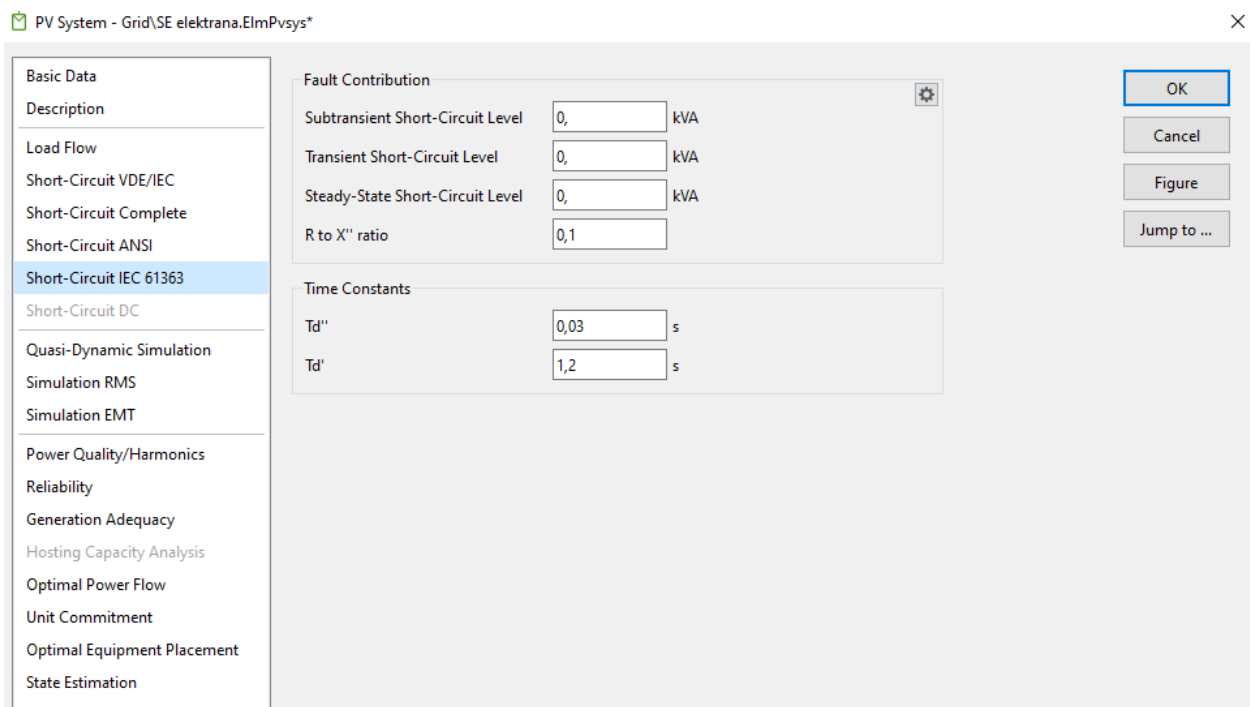 PV System - Grid\SE elektrana.ElmPvsys*
Basic Data
Description
Load Flow
Short-Circuit VDE/IEC
Short-Circuit Complete
Short-Circuit ANSI
Short-Circuit IEC 61363
Short-Circuit DC
Quasi-Dynamic Simulation
Simulation RMS
Simulation EMT
Power Quality/Harmonics
Reliability
Generation Adequacy
Hosting Capacity Analysis
Optimal Power Flow
Unit Commitment
Optimal Equipment Placement
State Estimation
Fault Contribution
Subtransient Short-Circuit Level 0, kVA
Transient Short-Circuit Level 0, kVA
Steady-State Short-Circuit Level 0, kVA
R to X'' ratio 0,1
Time Constants
Td'' 0,03 s
Td' 1,2 s
OK
Cancel
Figure
Jump to ...